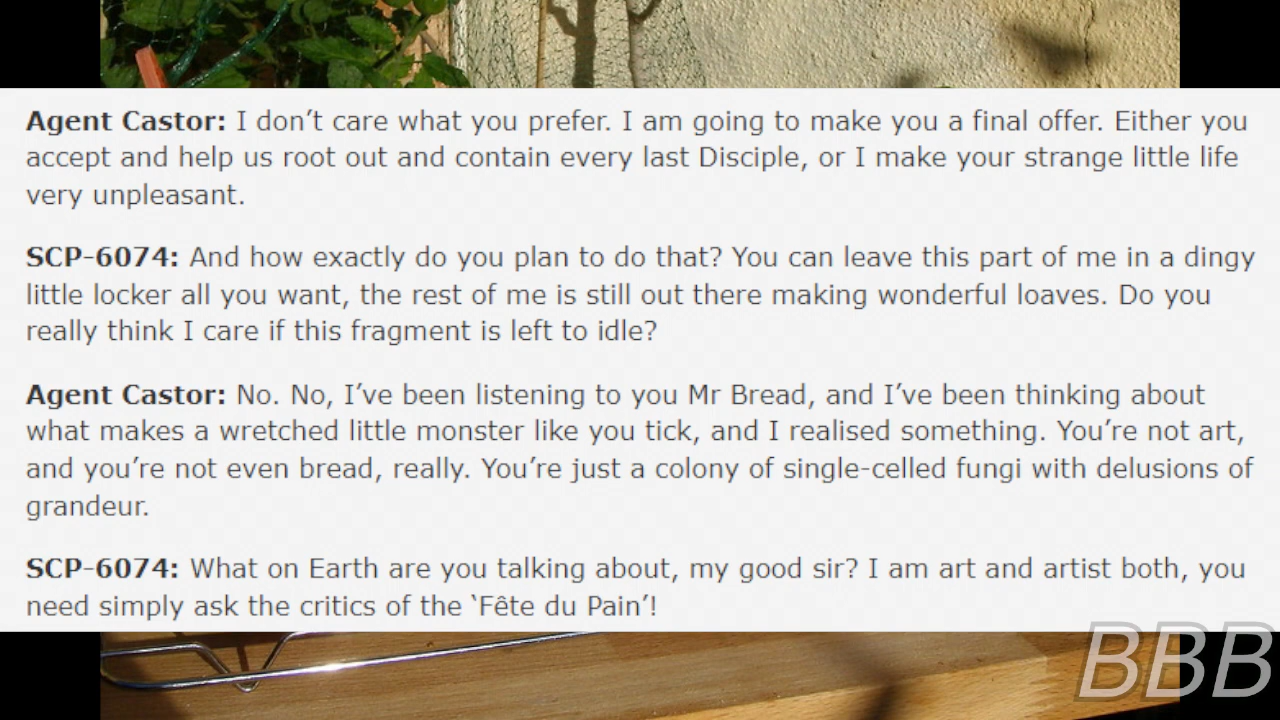 Agent Castor: I don’t care what you prefer. I am going to make you a final offer. Either you
accept and help us root out and contain every last Disciple, or I make your strange little life
very unpleasant.
SCP-6074: And how exactly do you plan to do that? You can leave this part of me in a dingy
little locker all you want, the rest of me is still out there making wonderful loaves. Do you
really think I care if this fragment is left to idle?
Agent Castor: No. No, I’ve been listening to you Mr Bread, and I’ve been thinking about
what makes a wretched little monster like you tick, and I realised something. You’re not art,
and you’re not even bread, really. You’re just a colony of single-celled fungi with delusions of
grandeur.
SCP-6074: What on Earth are you talking about, my good sir? I am art and artist both, you
need simply ask the critics of the ‘Fête du Pain’!
BBB